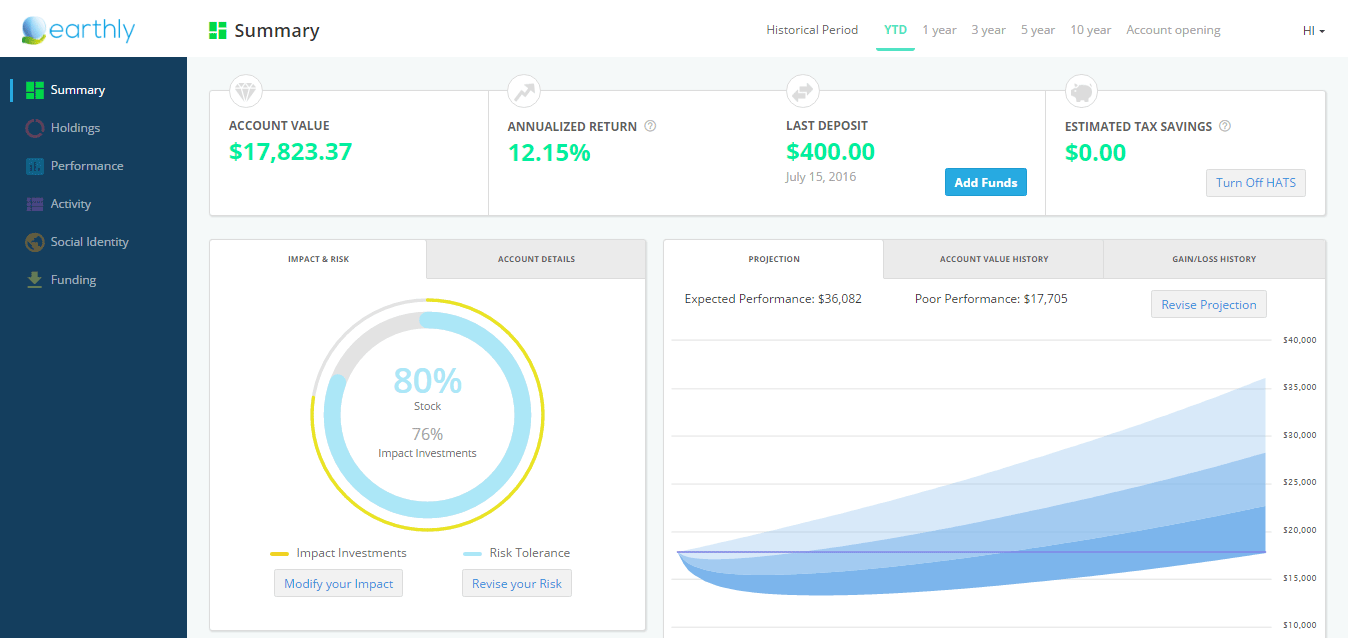 earthly
Summary
Historical Period YTD 1 year 3 year 5 year 10 year Account opening
HI
Summary
Holdings
Performance
Activity
Social Identity
Funding
ACCOUNT VALUE
$17,823.37
ANNUALIZED RETURN ?
12.15%
LAST DEPOSIT
$400.00
July 15, 2016
Add Funds
ESTIMATED TAX SAVINGS ?
$0.00
Turn Off HATS
IMPACT & RISK
ACCOUNT DETAILS
80%
Stock
76%
Impact Investments
Impact Investments
Risk Tolerance
Modify your Impact
Revise your Risk
PROJECTION
ACCOUNT VALUE HISTORY
GAIN/LOSS HISTORY
Expected Performance: $36,082
Poor Performance: $17,705
Revise Projection
$40,000
$35,000
$30,000
$25,000
$20,000
$15,000
$10,000